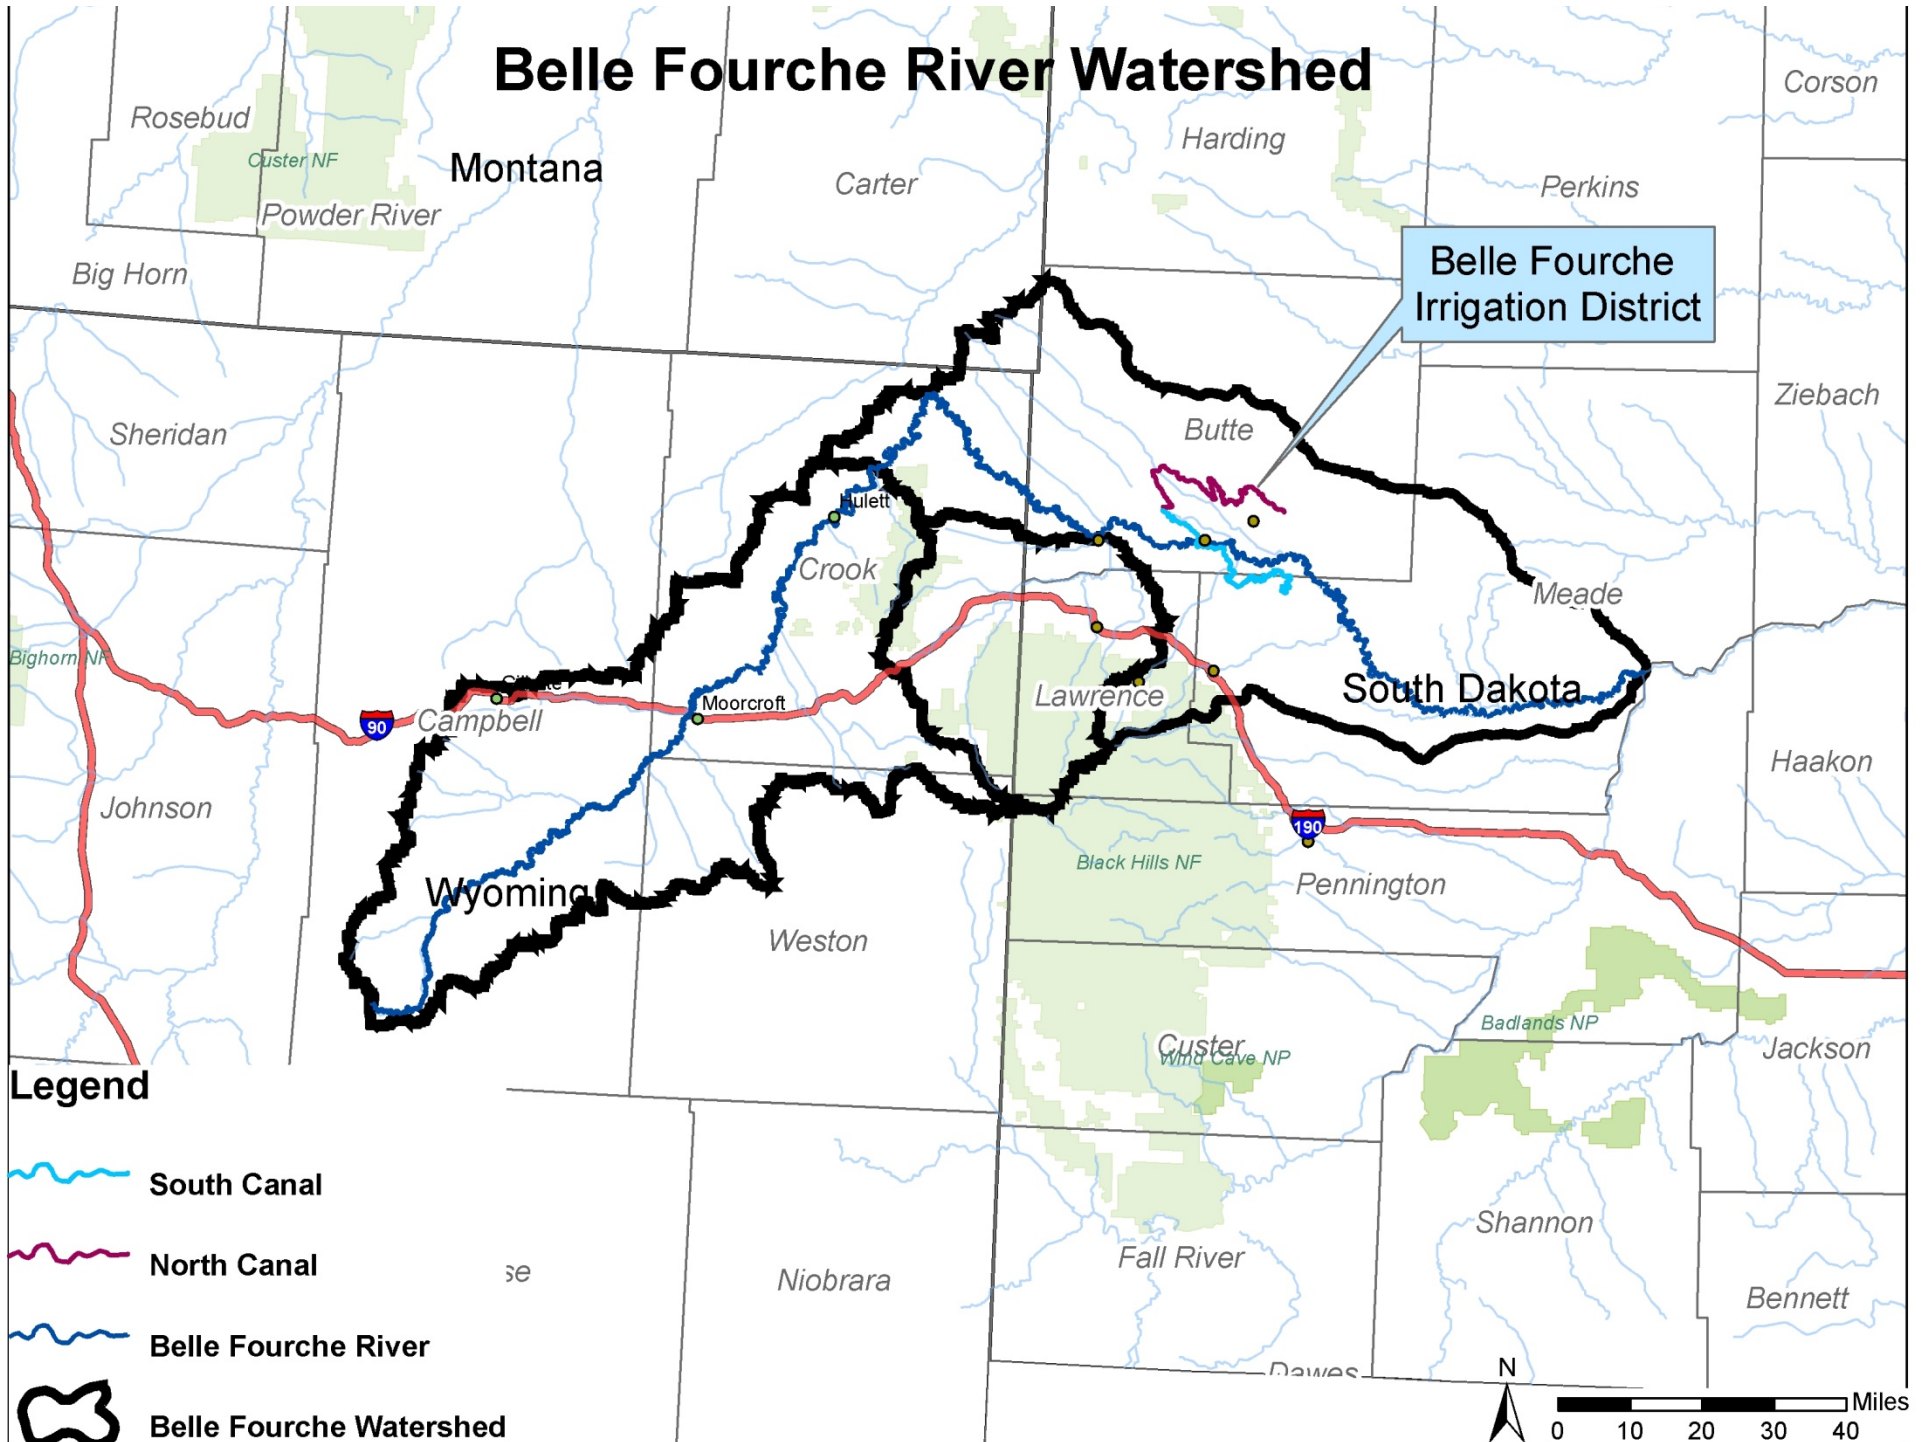 Belle Fourche River Watershed
Corson
Rosebud
Harding
Custer NF
Montana
Carter
Perkins
Powder River
Belle Fourche
Irrigation District
Big Horn
Ziebach
Sheridan
Butte
Hulett
Crook
Meade
Bighorn NF
South Dakota
Lawrence
Moorcroft
Campbell
90
Haakon
Johnson
190
Black Hills NF
Pennington
Wyoming
Weston
Badlands NP
Custer
Wind Cave NP
Jackson
Legend
South Canal
Shannon
Fall River
North Canal
se
Niobrara
Bennett
Belle Fourche River
Dawes
N
Miles
0 10 20 30 40
Belle Fourche Watershed